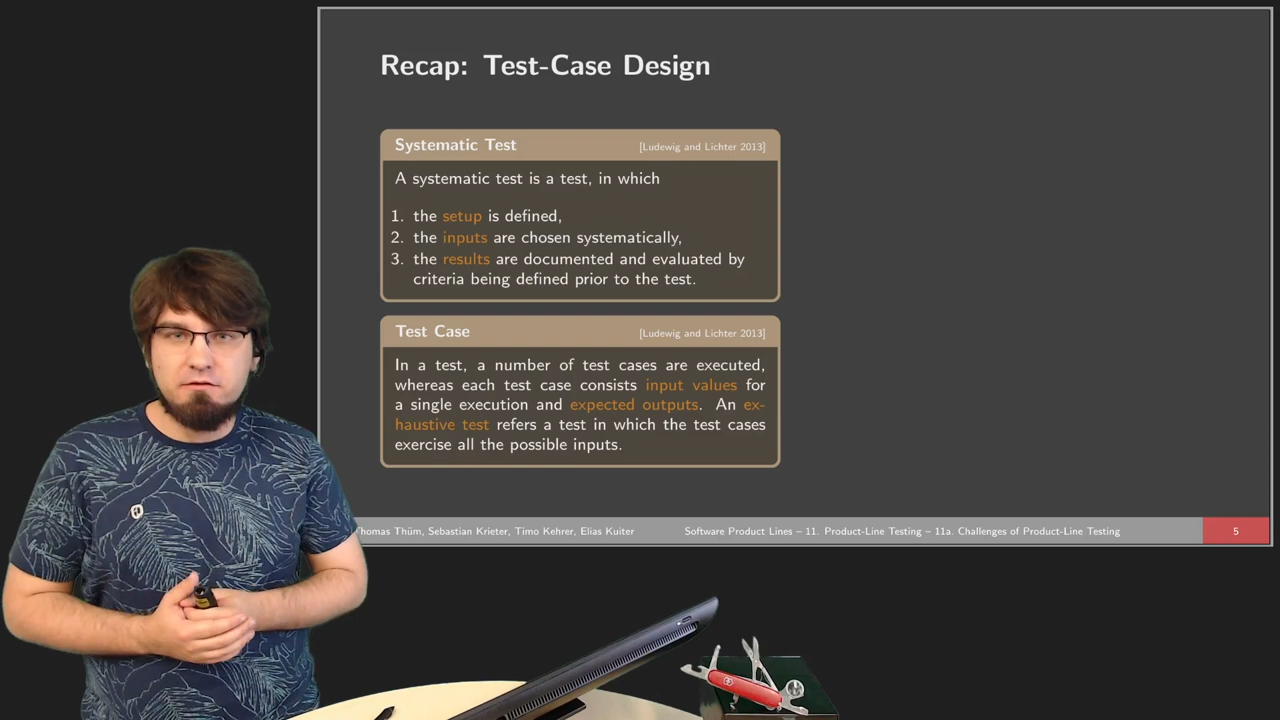 Recap: Test-Case Design
Systematic Test [Ludewig and Lichter 2013]
A systematic test is a test, in which
1. the setup is defined,
2. the inputs are chosen systematically,
3. the results are documented and evaluated by
criteria being defined prior to the test.
Test Case [Ludewig and Lichter 2013]
In a test, a number of test cases are executed,
whereas each test case consists input values for
a single execution and expected outputs. An ex-
haustive test refers a test in which the test cases
exercise all the possible inputs.
Thomas Thüm, Sebastian Krieter, Timo Kehrer, Elias Kuiter Software Product Lines – 11. Product-Line Testing – 11a. Challenges of Product-Line Testing 5